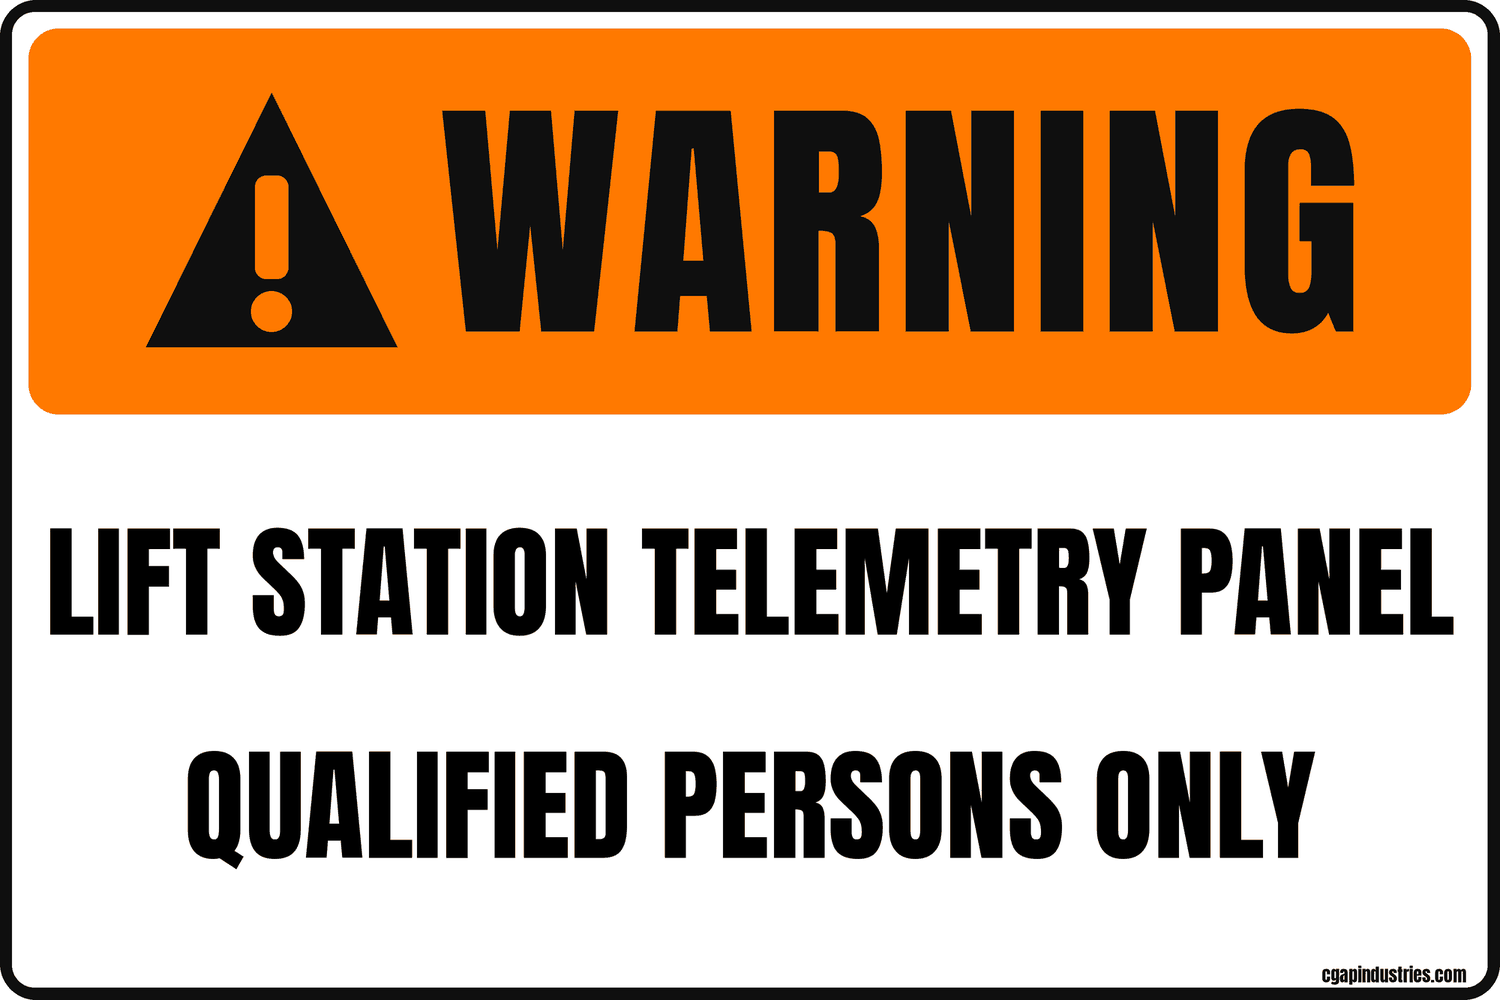 WARNING
LIFT STATION TELEMETRY PANEL
QUALIFIED PERSONS ONLY
cgapindustries.com